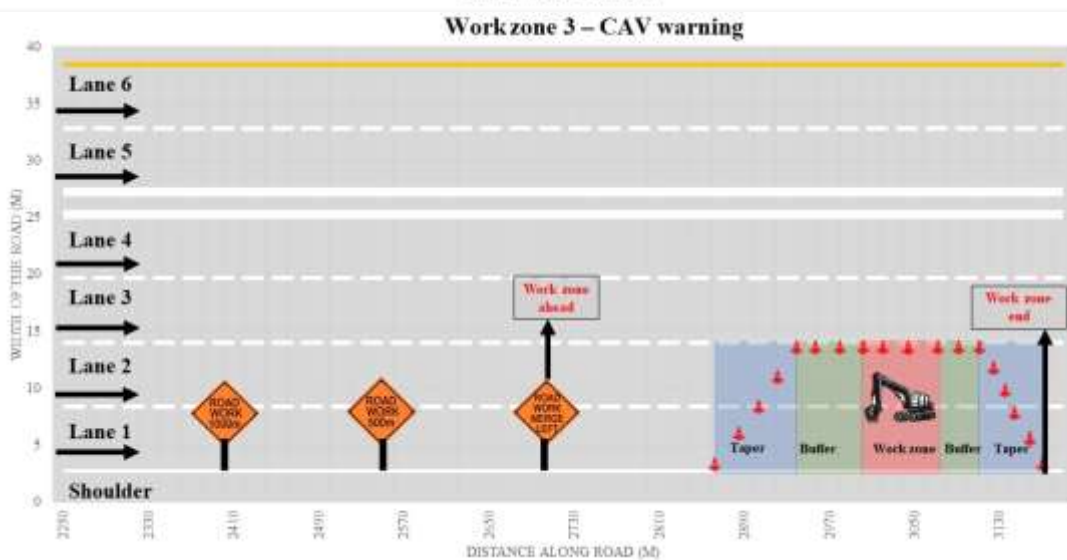 Work zone 3 – CAV warning
40
35
30
25
20
15
10
5
0
WIDTH OF THE ROAD (M)
Lane 6
Lane 5
Lane 4
Lane 3
Lane 2
Lane 1
Shoulder
Work zone
ahead
Work zone
end
ROAD
WORK
1000m
ROAD
WORK
500m
ROAD
WORK
MERGE
LEFT
Taper
Buffer
Work zone
Buffer
Taper
2250
2330
2410
2490
2570
2650
2730
2810
2890
2970
3050
3130
DISTANCE ALONG ROAD (M)